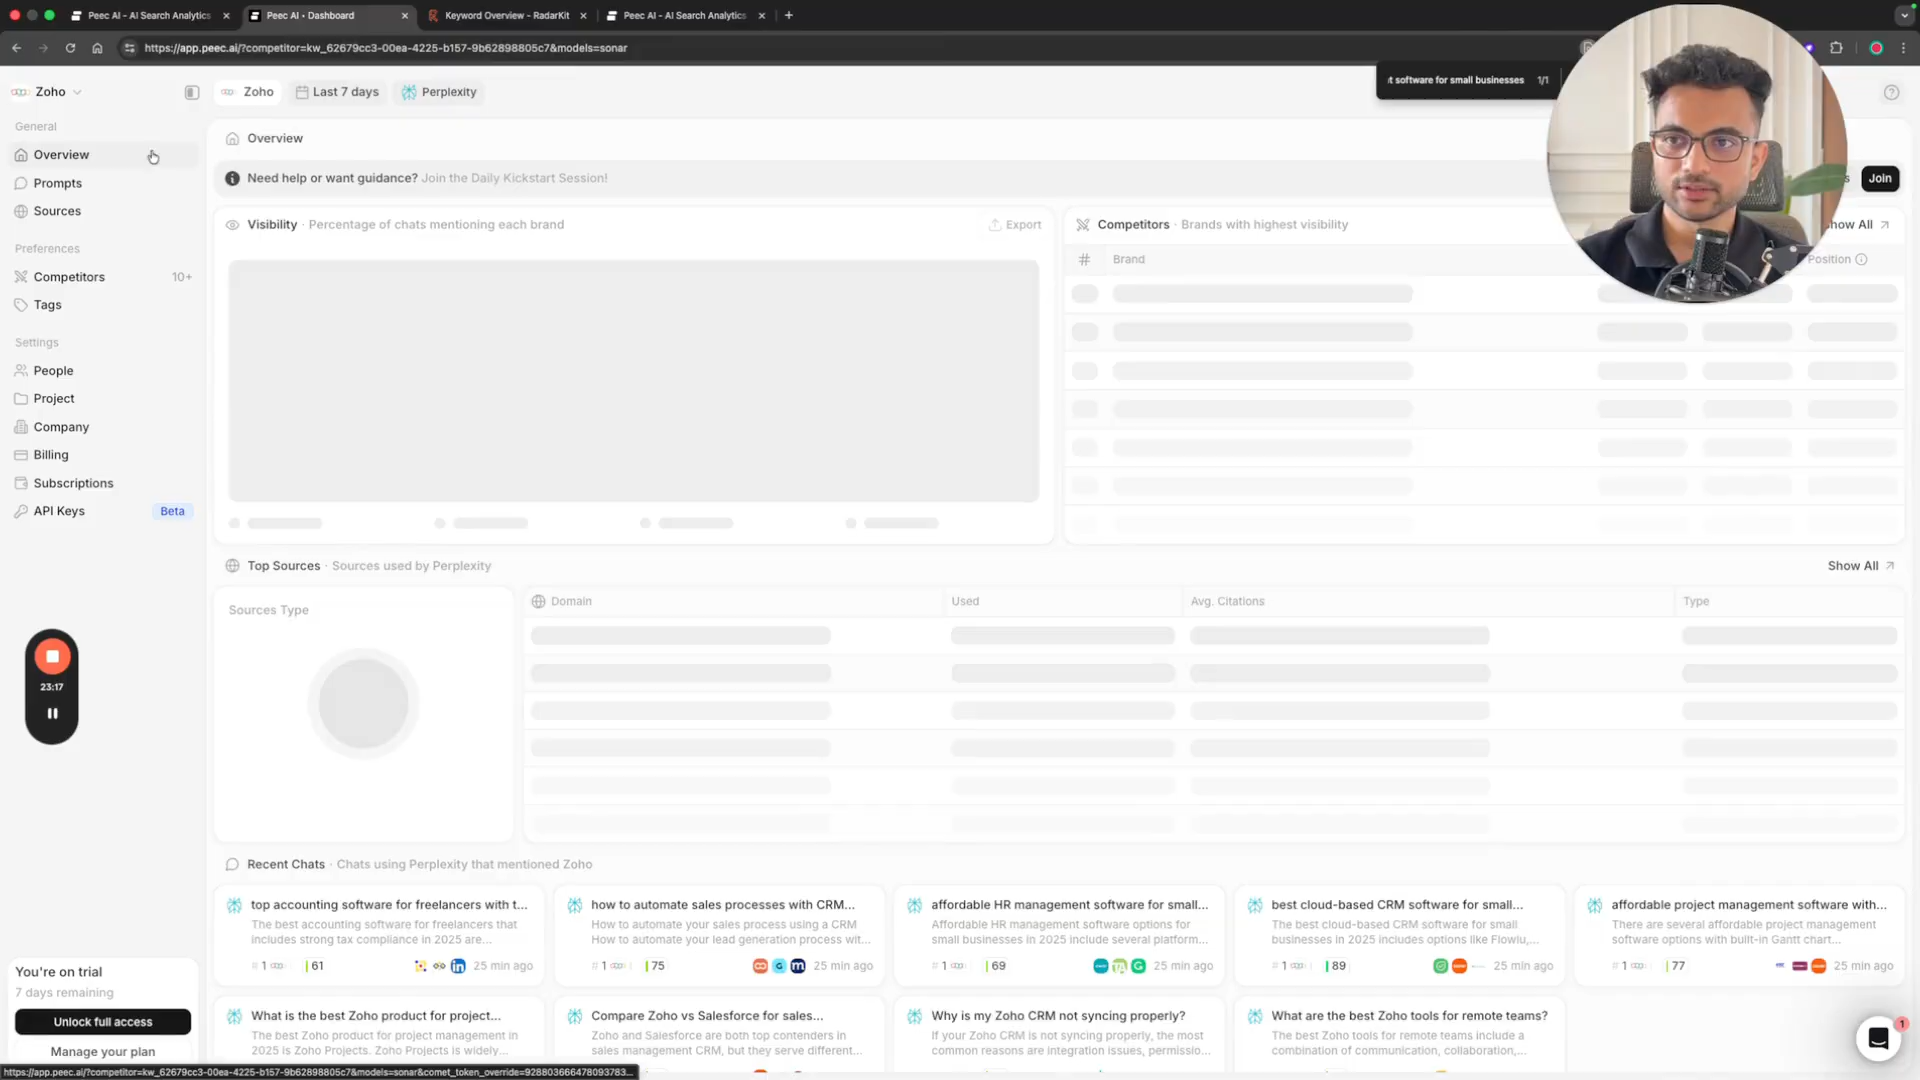 Peec AI - AI Search Analytics
Peec AI • Dashboard
Keyword Overview - RadarKit
Peec AI - AI Search Analytics
https://app.peec.ai/?competitor=kw_62679cc3-00ea-4225-b157-9b62898805c7&models=sonar
t software for small businesses 1/1
Zoho
Zoho
Last 7 days
Perplexity
General
Overview
Prompts
Sources
Preferences
Competitors 10+
Tags
Settings
People
Project
Company
Billing
Subscriptions
API Keys Beta
23:17
You're on trial
7 days remaining
Unlock full access
Manage your plan
Overview
Need help or want guidance? Join the Daily Kickstart Session!
Join
Visibility · Percentage of chats mentioning each brand
Export
Competitors · Brands with highest visibility
Show All
# Brand
Position
Top Sources · Sources used by Perplexity
Show All
Sources Type
Domain Used Avg. Citations Type
Recent Chats · Chats using Perplexity that mentioned Zoho
top accounting software for freelancers with t...
The best accounting software for freelancers that
includes strong tax compliance in 2025 are...
# 1 61 25 min ago
how to automate sales processes with CRM...
How to automate your sales process using a CRM
How to automate your lead generation process wit...
# 1 75 25 min ago
affordable HR management software for small...
Affordable HR management software options for
small businesses in 2025 include several platform...
# 1 69 25 min ago
best cloud-based CRM software for small...
The best cloud-based CRM software for small
businesses in 2025 includes options like Flowlu,...
# 1 89 25 min ago
affordable project management software with...
There are several affordable project management
software options with built-in Gantt chart...
# 1 77 25 min ago
What is the best Zoho product for project...
The best Zoho product for project management in
2025 is Zoho Projects. Zoho Projects is widely...
Compare Zoho vs Salesforce for sales...
Zoho and Salesforce are both top contenders in
sales management CRM, but they serve different...
Why is my Zoho CRM not syncing properly?
If your Zoho CRM is not syncing properly, the most
common reasons are integration issues, permissio...
What are the best Zoho tools for remote teams?
The best Zoho tools for remote teams include a
combination of communication, collaboration,...
1
https://app.peec.ai/?competitor=kw_62679cc3-00ea-4225-b157-9b62898805c7&models=sonar&comet_token_override=928803666478093783...